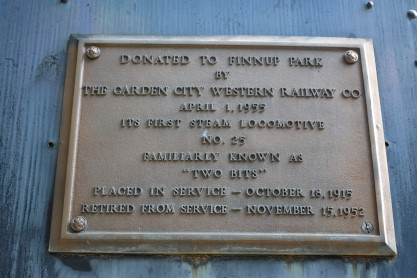 DONATED TO FINNUP PARK
BY
THE GARDEN CITY WESTERN RAILWAY CO
APRIL 1, 1955
ITS FIRST STEAM LOCOMOTIVE
NO. 25
FAMILIARLY KNOWN AS
"TWO BITS"
PLACED IN SERVICE — OCTOBER 16, 1915
RETIRED FROM SERVICE — NOVEMBER 15, 1952